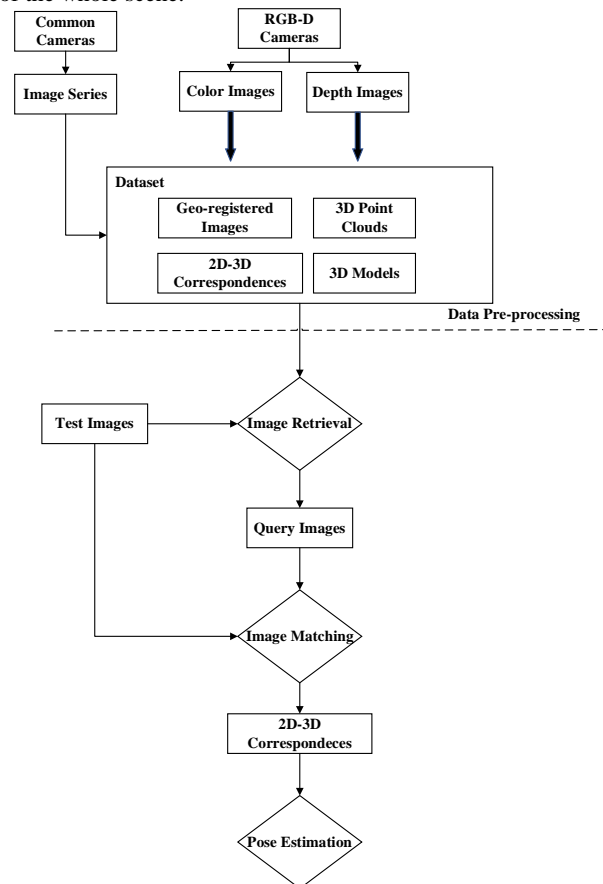 of the whole scene.
Common
Cameras
RGB-D
Cameras
Image Series
Color Images
Depth Images
Dataset
Geo-registered
Images
3D Point
Clouds
2D-3D
Correspondences
3D Models
Data Pre-processing
Test Images
Image Retrieval
Query Images
Image Matching
2D-3D
Correspondeces
Pose Estimation